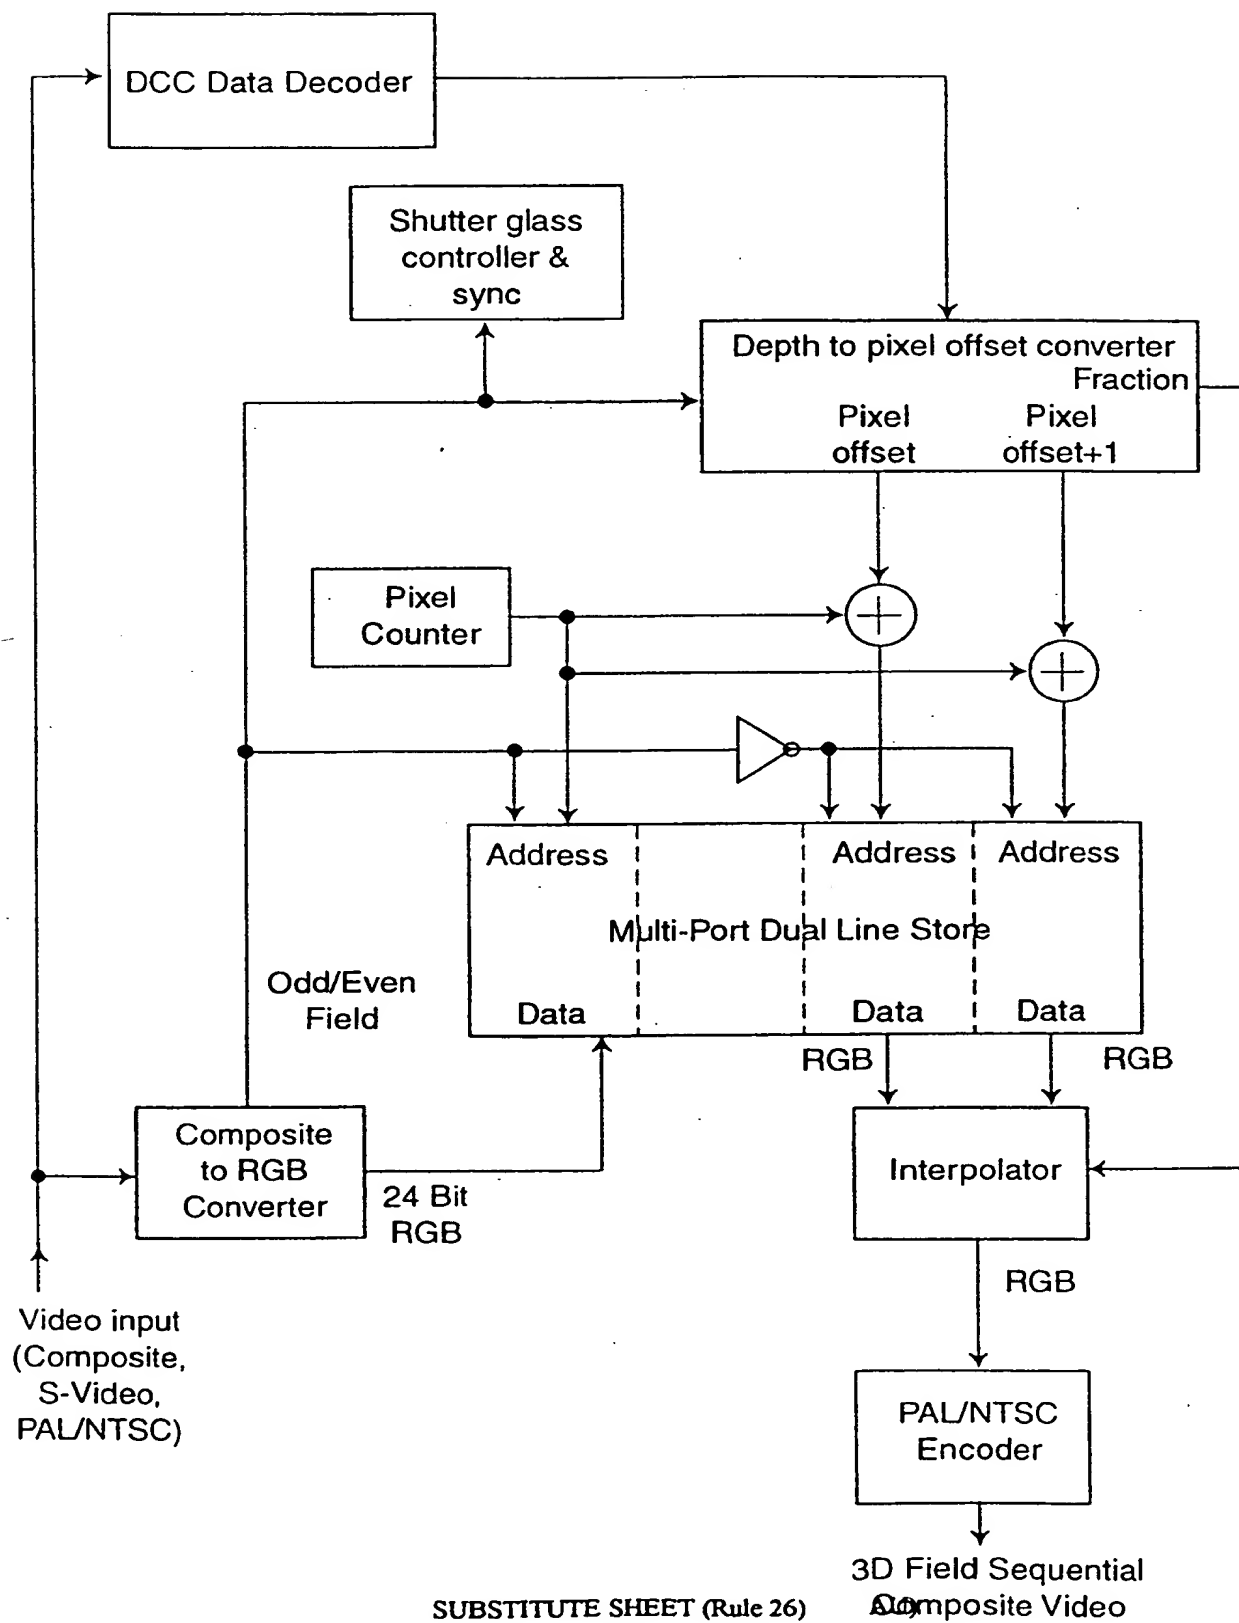 DCC Data Decoder
Shutter glass
controller &
sync
Depth to pixel offset converter
Fraction
Pixel
offset
Pixel
offset+1
Pixel
Counter
Address
Address
Address
Multi-Port Dual Line Store
Odd/Even
Field
Data
Data
Data
RGB
RGB
Composite
to RGB
Converter
24 Bit
RGB
Interpolator
RGB
Video input
(Composite,
S-Video,
PAL/NTSC)
PAL/NTSC
Encoder
3D Field Sequential
Composite Video
SUBSTITUTE SHEET (Rule 26)